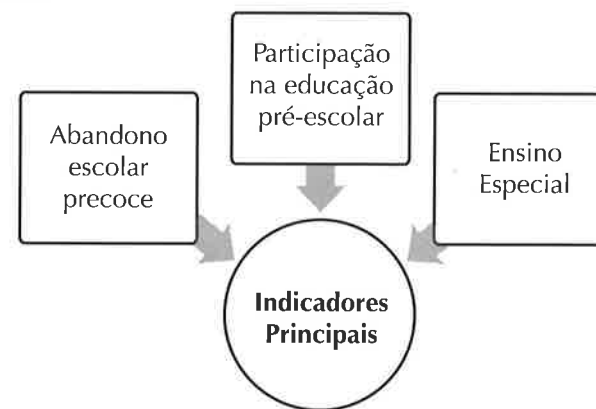 Participação
na educação
pré-escolar
Abandono
escolar
precoce
Ensino
Especial
Indicadores
Principais